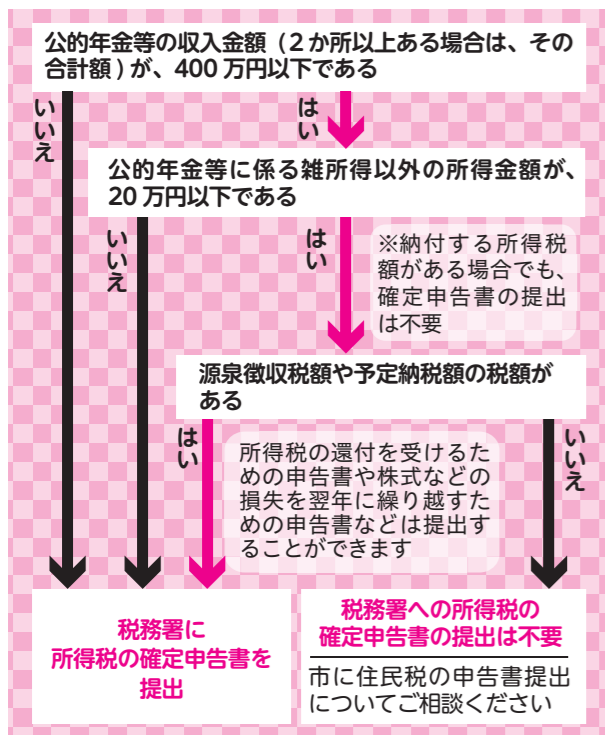 公的年金等の収入金額（2か所以上ある場合は、その
合計額）が、400万円以下である
いいえ
はい
公的年金等に係る雑所得以外の所得金額が、
20万円以下である
いいえ
はい
※納付する所得税
額がある場合でも、
確定申告書の提出
は不要
源泉徴収税額や予定納税額の税額が
ある
はい
所得税の還付を受けるた
めの申告書や株式などの
損失を翌年に繰り越すた
めの申告書などは提出す
ることができます
いいえ
税務署に
所得税の確定申告書を
提出
税務署への所得税の
確定申告書の提出は不要
市に住民税の申告書提出
についてご相談ください